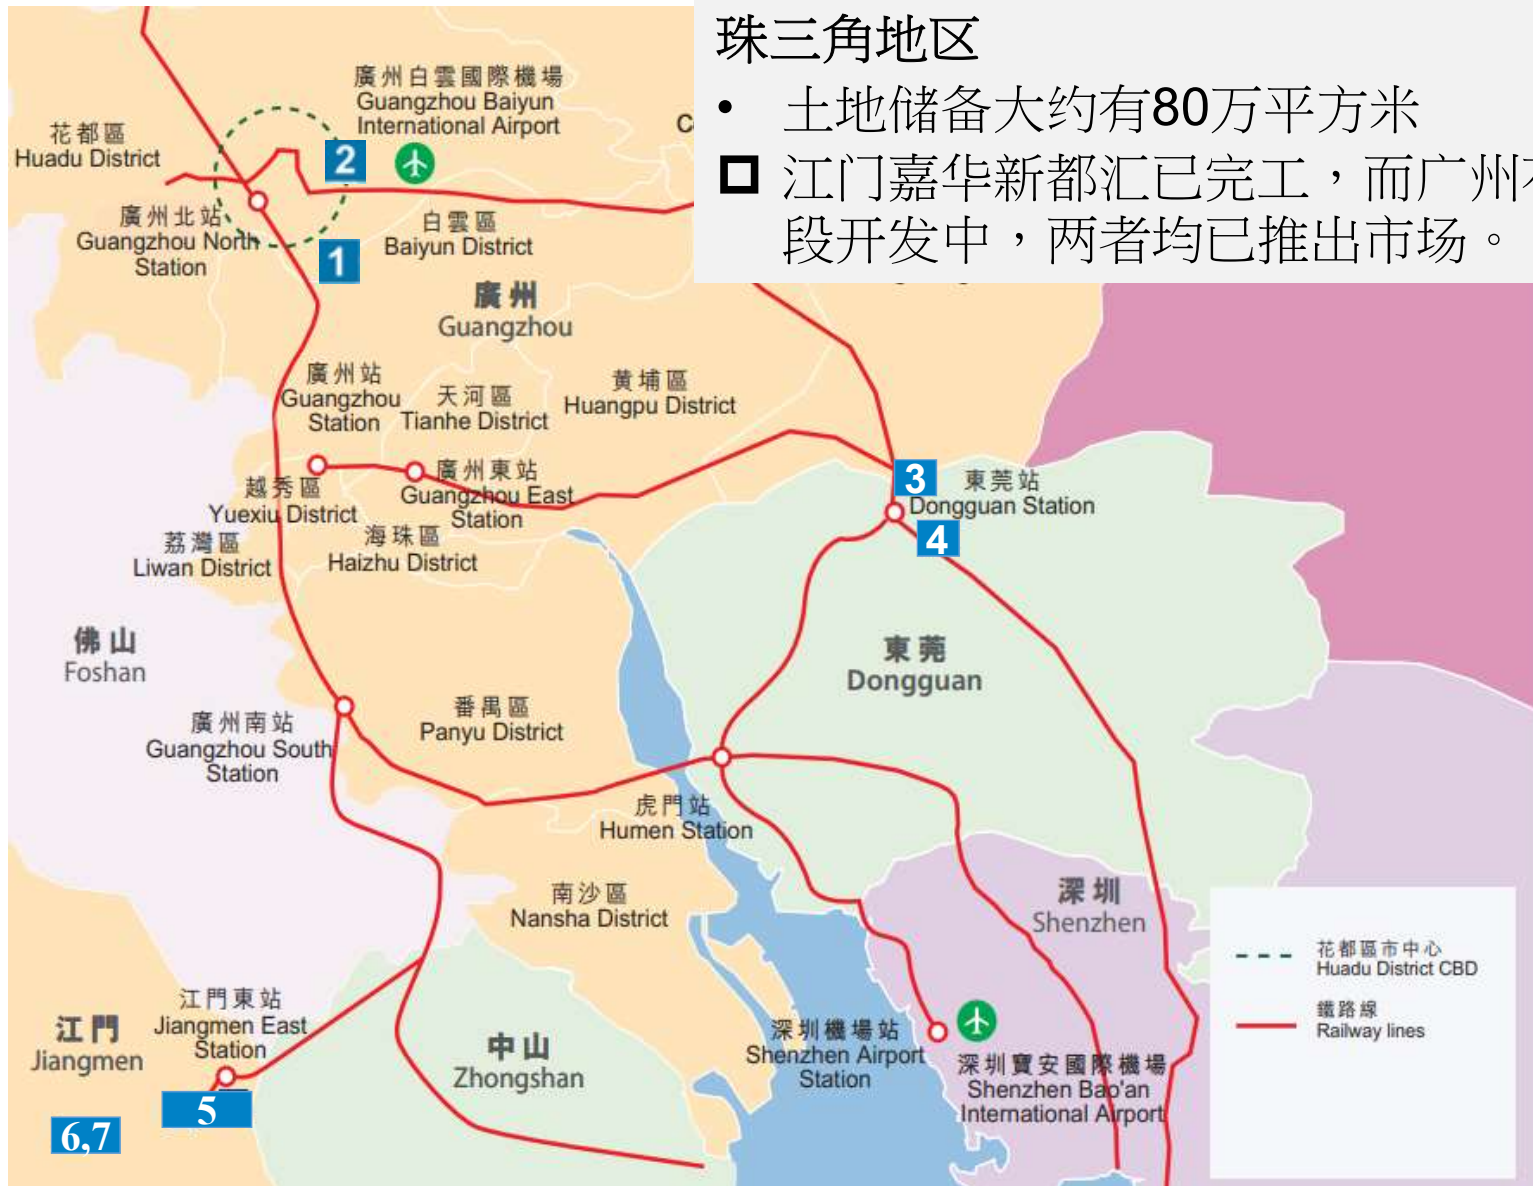 珠三角地区
• 土地储备大约有80万平方米
江门嘉华新都汇已完工，而广州
段开发中，两者均已推出市场。
廣州白雲國際機場
Guangzhou Baiyun
International Airport
花都區
Huadu District
2
C
廣州北站
Guangzhou North
Station
白雲區
Baiyun District
1
廣州
Guangzhou
廣州站
Guangzhou
Station
天河區
Tianhe District
黄埔區
Huangpu District
越秀區
Yuexiu District
廣州東站
Guangzhou East
Station
3
東莞站
Dongguan Station
4
荔灣區
Liwan District
海珠區
Haizhu District
佛山
Foshan
東莞
Dongguan
廣州南站
Guangzhou South
Station
番禺區
Panyu District
虎門站
Humen Station
南沙區
Nansha District
深圳
Shenzhen
花都區市中心
Huadu District CBD
鐵路線
Railway lines
江門東站
Jiangmen East
Station
江門
Jiangmen
中山
Zhongshan
深圳機場站
Shenzhen Airport
Station
深圳寶安國際機場
Shenzhen Bao'an
International Airport
5
6,7